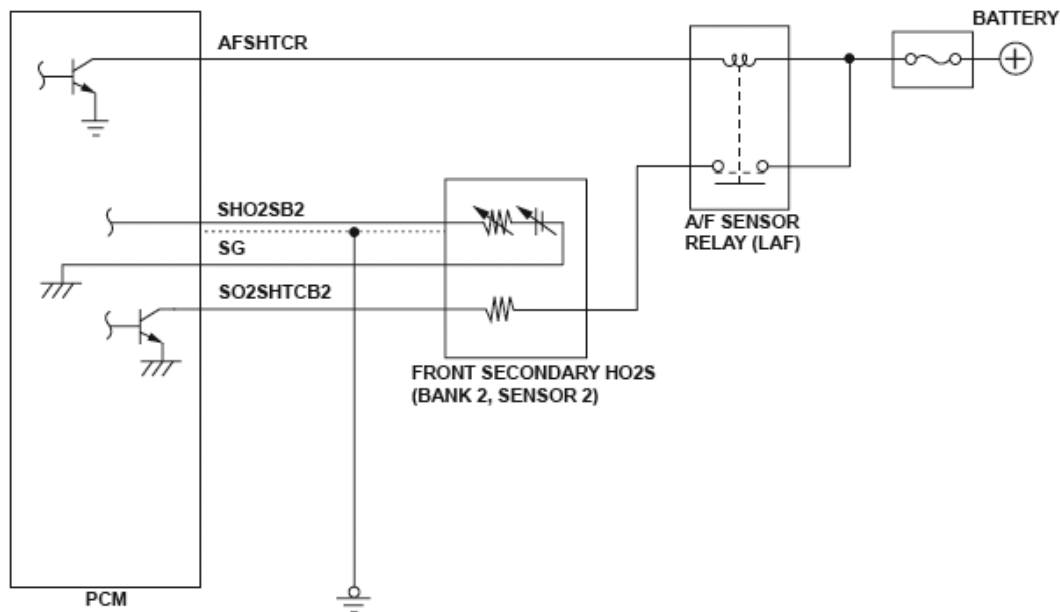 BATTERY
AFSHTCR
A/F SENSOR
RELAY (LAF)
SHO2SB2
SG
SO2SHTCB2
FRONT SECONDARY HO2S
(BANK 2, SENSOR 2)
PCM